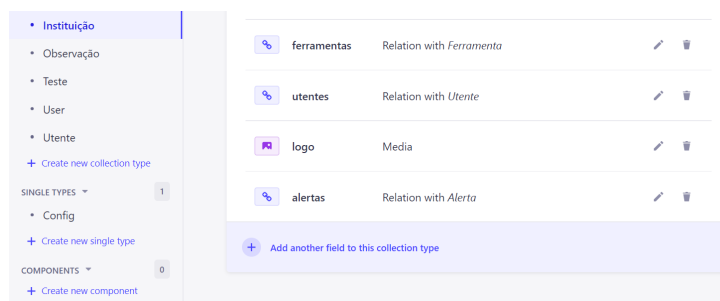 Instituição
Observação
Teste
User
Utente
Create new collection type
SINGLE TYPES 1
Config
Create new single type
COMPONENTS 0
Create new component
ferramentas Relation with Ferramenta
utentes Relation with Utente
logo Media
alertas Relation with Alerta
Add another field to this collection type